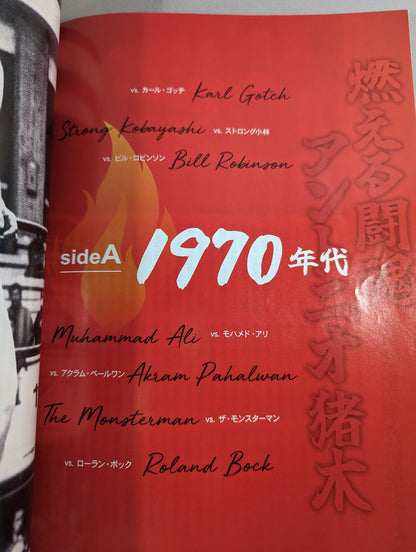 燃える闘魂
アントニオ猪木
vs. カール・ゴッチ Karl Gotch
Strong Kobayashi vs. ストロング小林
vs. ビル・ロビンソン Bill Robinson
sideA 1970年代
Muhammad Ali vs. モハメド・アリ
vs. アクラム・ペールワン Akram Pahalwan
The Monsterman vs. ザ・モンスターマン
vs. ローラン・ボック Roland Bock